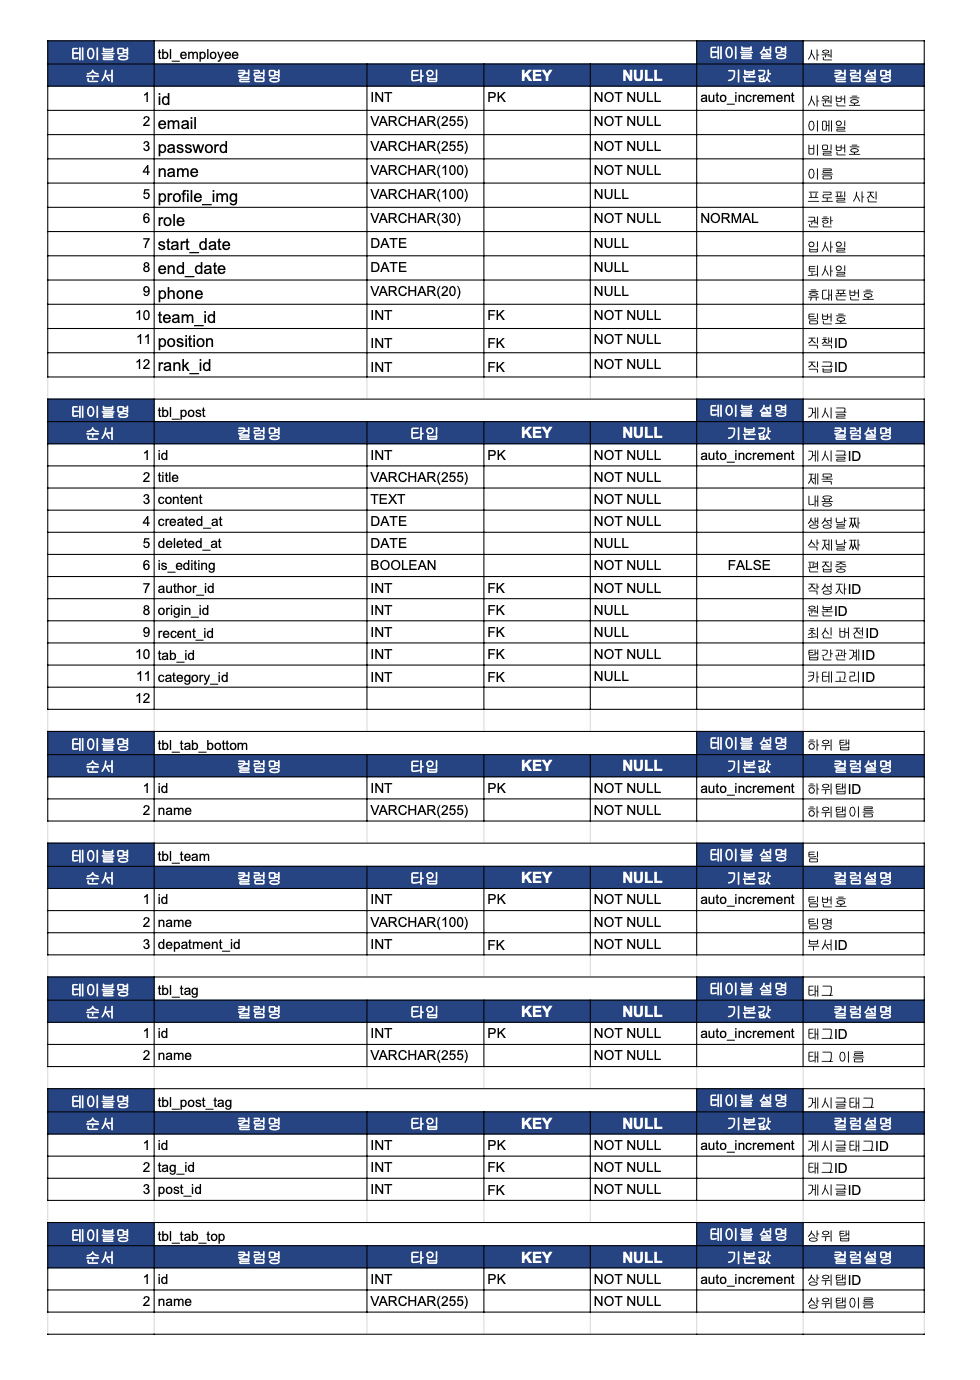 테이블명 tbl_employee 테이블 설명 사원
순서 컬럼명 타입 KEY NULL 기본값 컬럼설명
1 id INT PK NOT NULL auto_increment 사원번호
2 email VARCHAR(255) NOT NULL 이메일
3 password VARCHAR(255) NOT NULL 비밀번호
4 name VARCHAR(100) NOT NULL 이름
5 profile_img VARCHAR(100) NULL 프로필 사진
6 role VARCHAR(30) NOT NULL NORMAL 권한
7 start_date DATE NULL 입사일
8 end_date DATE NULL 퇴사일
9 phone VARCHAR(20) NULL 휴대폰번호
10 team_id INT FK NOT NULL 팀번호
11 position INT FK NOT NULL 직책ID
12 rank_id INT FK NOT NULL 직급ID
테이블명 tbl_post 테이블 설명 게시글
순서 컬럼명 타입 KEY NULL 기본값 컬럼설명
1 id INT PK NOT NULL auto_increment 게시글ID
2 title VARCHAR(255) NOT NULL 제목
3 content TEXT NOT NULL 내용
4 created_at DATE NOT NULL 생성날짜
5 deleted_at DATE NULL 삭제날짜
6 is_editing BOOLEAN NOT NULL FALSE 편집중
7 author_id INT FK NOT NULL 작성자ID
8 origin_id INT FK NULL 원본ID
9 recent_id INT FK NULL 최신 버전ID
10 tab_id INT FK NOT NULL 탭간관계ID
11 category_id INT FK NULL 카테고리ID
12
테이블명 tbl_tab_bottom 테이블 설명 하위 탭
순서 컬럼명 타입 KEY NULL 기본값 컬럼설명
1 id INT PK NOT NULL auto_increment 하위탭ID
2 name VARCHAR(255) NOT NULL 하위탭이름
테이블명 tbl_team 테이블 설명 팀
순서 컬럼명 타입 KEY NULL 기본값 컬럼설명
1 id INT PK NOT NULL auto_increment 팀번호
2 name VARCHAR(100) NOT NULL 팀명
3 depatment_id INT FK NOT NULL 부서ID
테이블명 tbl_tag 테이블 설명 태그
순서 컬럼명 타입 KEY NULL 기본값 컬럼설명
1 id INT PK NOT NULL auto_increment 태그ID
2 name VARCHAR(255) NOT NULL 태그 이름
테이블명 tbl_post_tag 테이블 설명 게시글태그
순서 컬럼명 타입 KEY NULL 기본값 컬럼설명
1 id INT PK NOT NULL auto_increment 게시글태그ID
2 tag_id INT FK NOT NULL 태그ID
3 post_id INT FK NOT NULL 게시글ID
테이블명 tbl_tab_top 테이블 설명 상위 탭
순서 컬럼명 타입 KEY NULL 기본값 컬럼설명
1 id INT PK NOT NULL auto_increment 상위탭ID
2 name VARCHAR(255) NOT NULL 상위탭이름